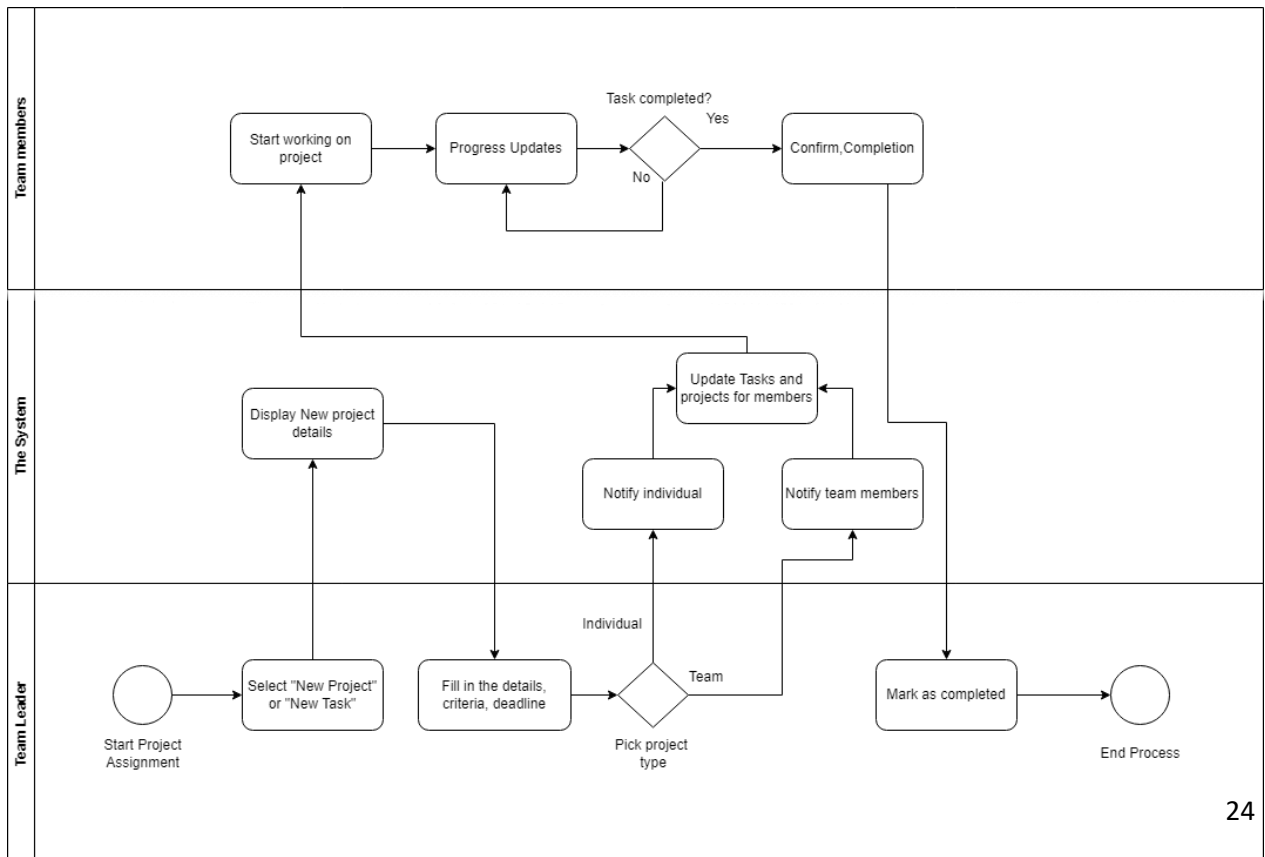 Team members
Task completed?
Yes
Start working on
project
Progress Updates
Confirm,Completion
No
The System
Update Tasks and
projects for members
Display New project
details
Notify individual
Notify team members
Team Leader
Individual
Team
Select "New Project"
or "New Task"
Fill in the details,
criteria, deadline
Mark as completed
Start Project
Assignment
Pick project
type
End Process
24